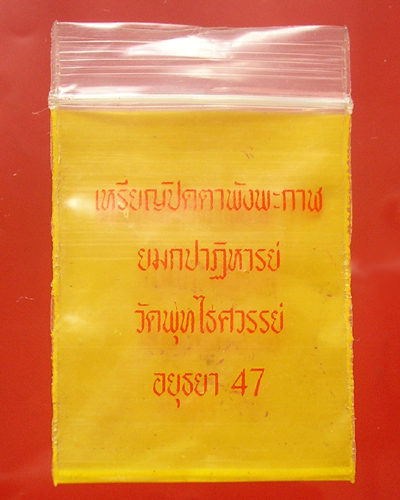 เหรียญปิดตาพังพะกาฬ
ยมกปาฏิหารย์
วัดพุทไธศวรรย์
อยุธยา 47